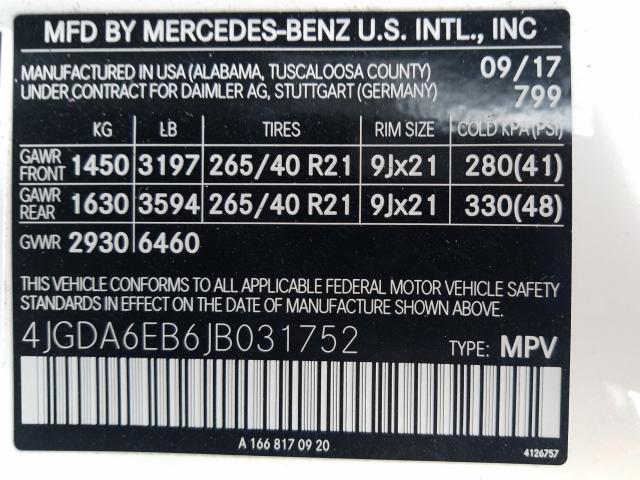 MFD BY MERCEDES-BENZ U.S. INTL., INC
MANUFACTURED IN USA (ALABAMA, TUSCALOOSA COUNTY) 09/17
UNDER CONTRACT FOR DAIMLER AG, STUTTGART (GERMANY) 799
KG LB TIRES RIM SIZE COLD KPA(PSI)
GAWR FRONT 1450 3197 265/40 R21 9Jx21 280(41)
GAWR REAR 1630 3594 265/40 R21 9Jx21 330(48)
GVWR 2930 6460
THIS VEHICLE CONFORMS TO ALL APPLICABLE FEDERAL MOTOR VEHICLE SAFETY
STANDARDS IN EFFECT ON THE DATE OF MANUFACTURE SHOWN ABOVE.
4JGDA6EB6JB031752 TYPE: MPV
A 166 817 09 20
4126757